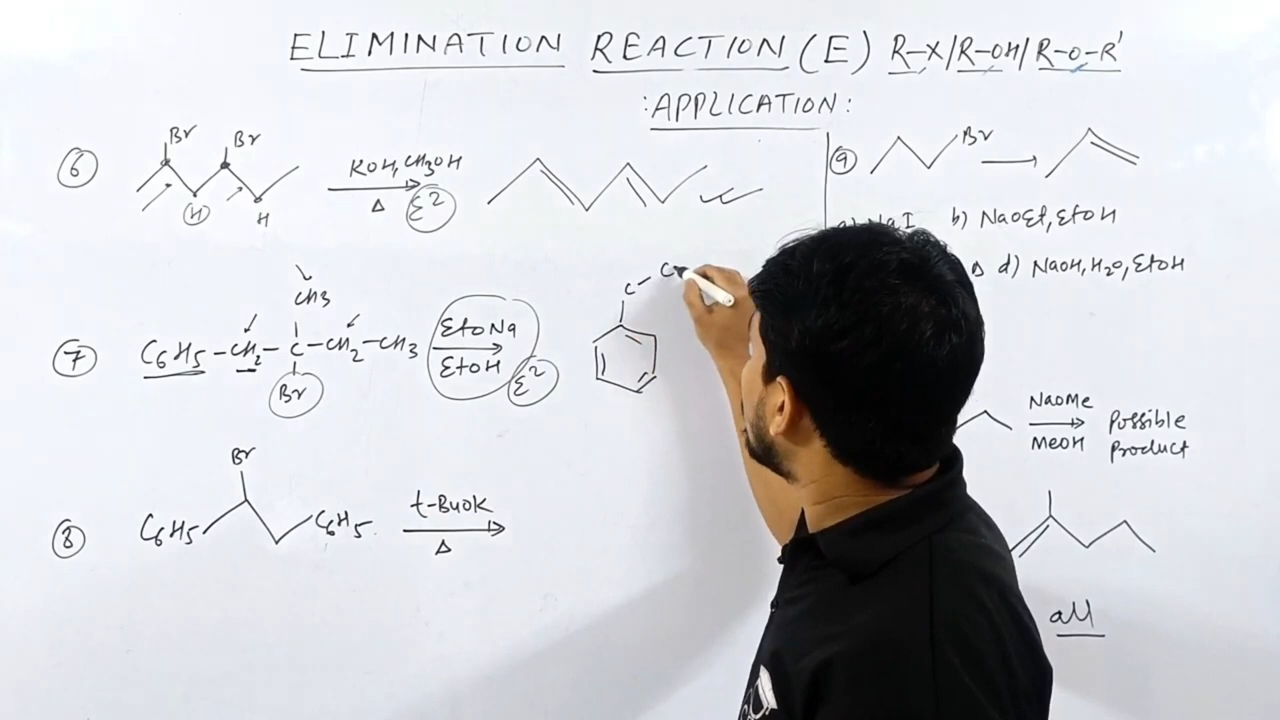 ELIMINATION REACTION (E) R-X/R-OH/R-O-R'
:APPLICATION:
⑥ Br Br H H KOH, CH3OH Δ E2
⑦ C6H5-CH2-C-CH2-CH3 CH3 Br EtONa EtOH E2
C-C
⑧ Br C6H5 C6H5 t-BuOK Δ
⑨ Br
b) NaOEt, EtOH
Δ d) NaOH, H2O, EtOH
NaOMe MeOH Possible
Product
all